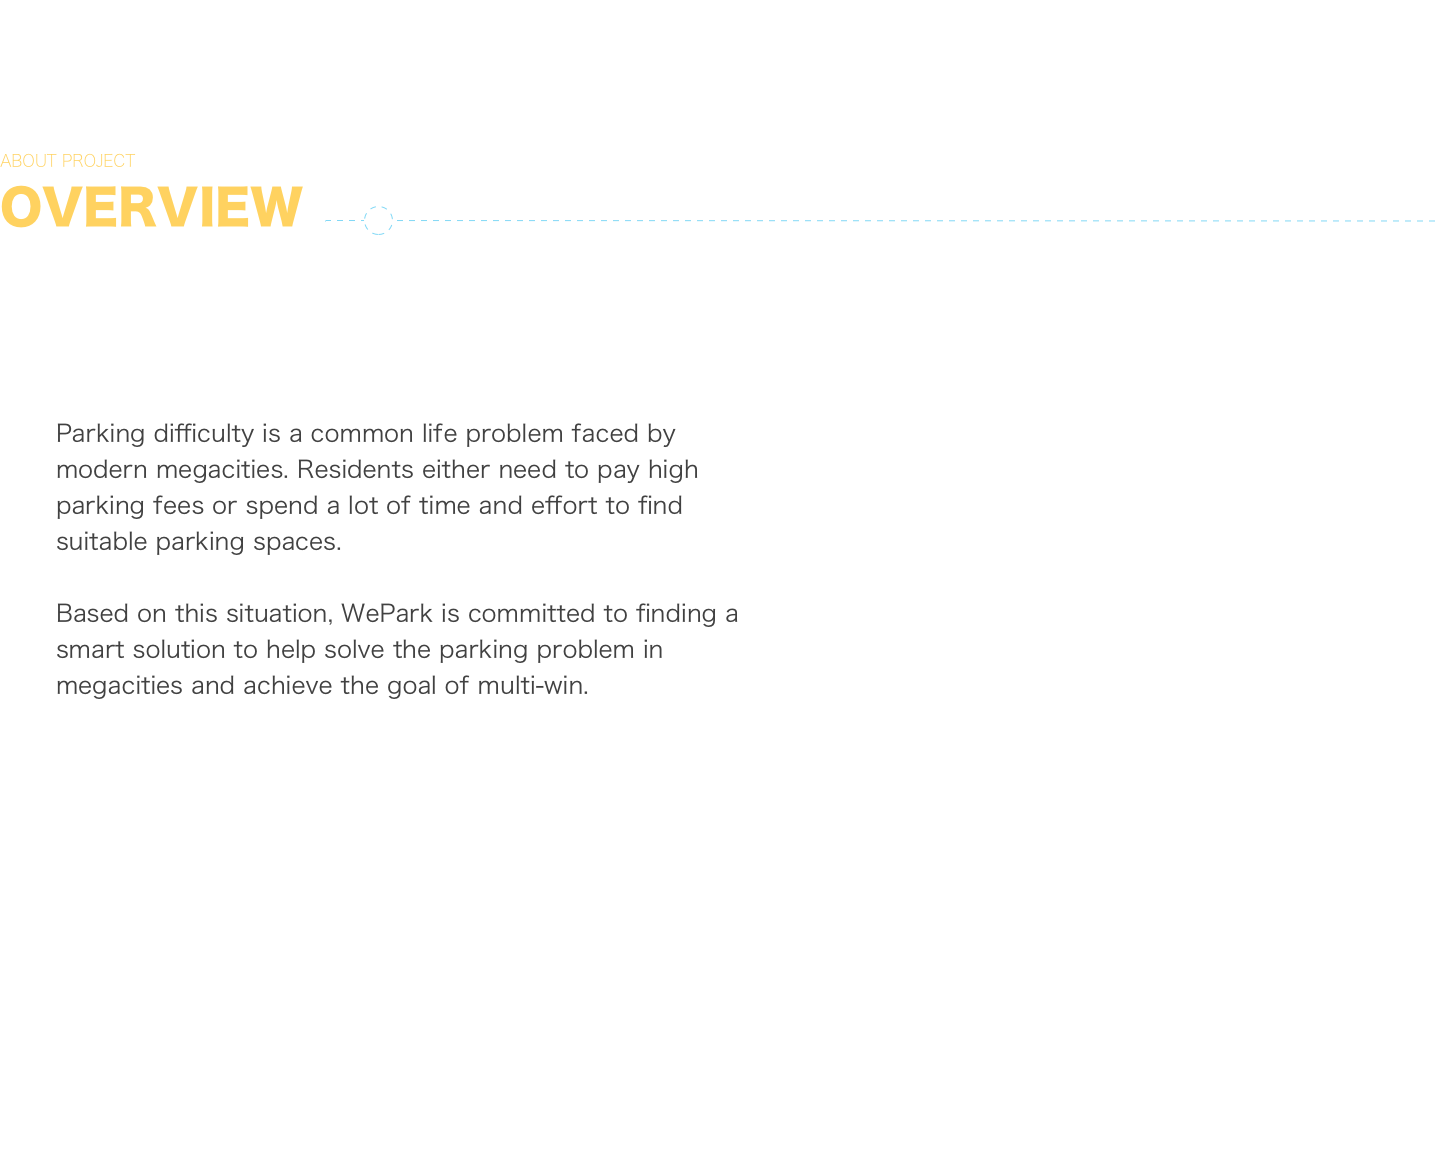 ABOUT PROJECT
OVERVIEW
Parking difficulty is a common life problem faced by
modern megacities. Residents either need to pay high
parking fees or spend a lot of time and effort to find
suitable parking spaces.
Based on this situation, WePark is committed to finding a
smart solution to help solve the parking problem in
megacities and achieve the goal of multi-win.